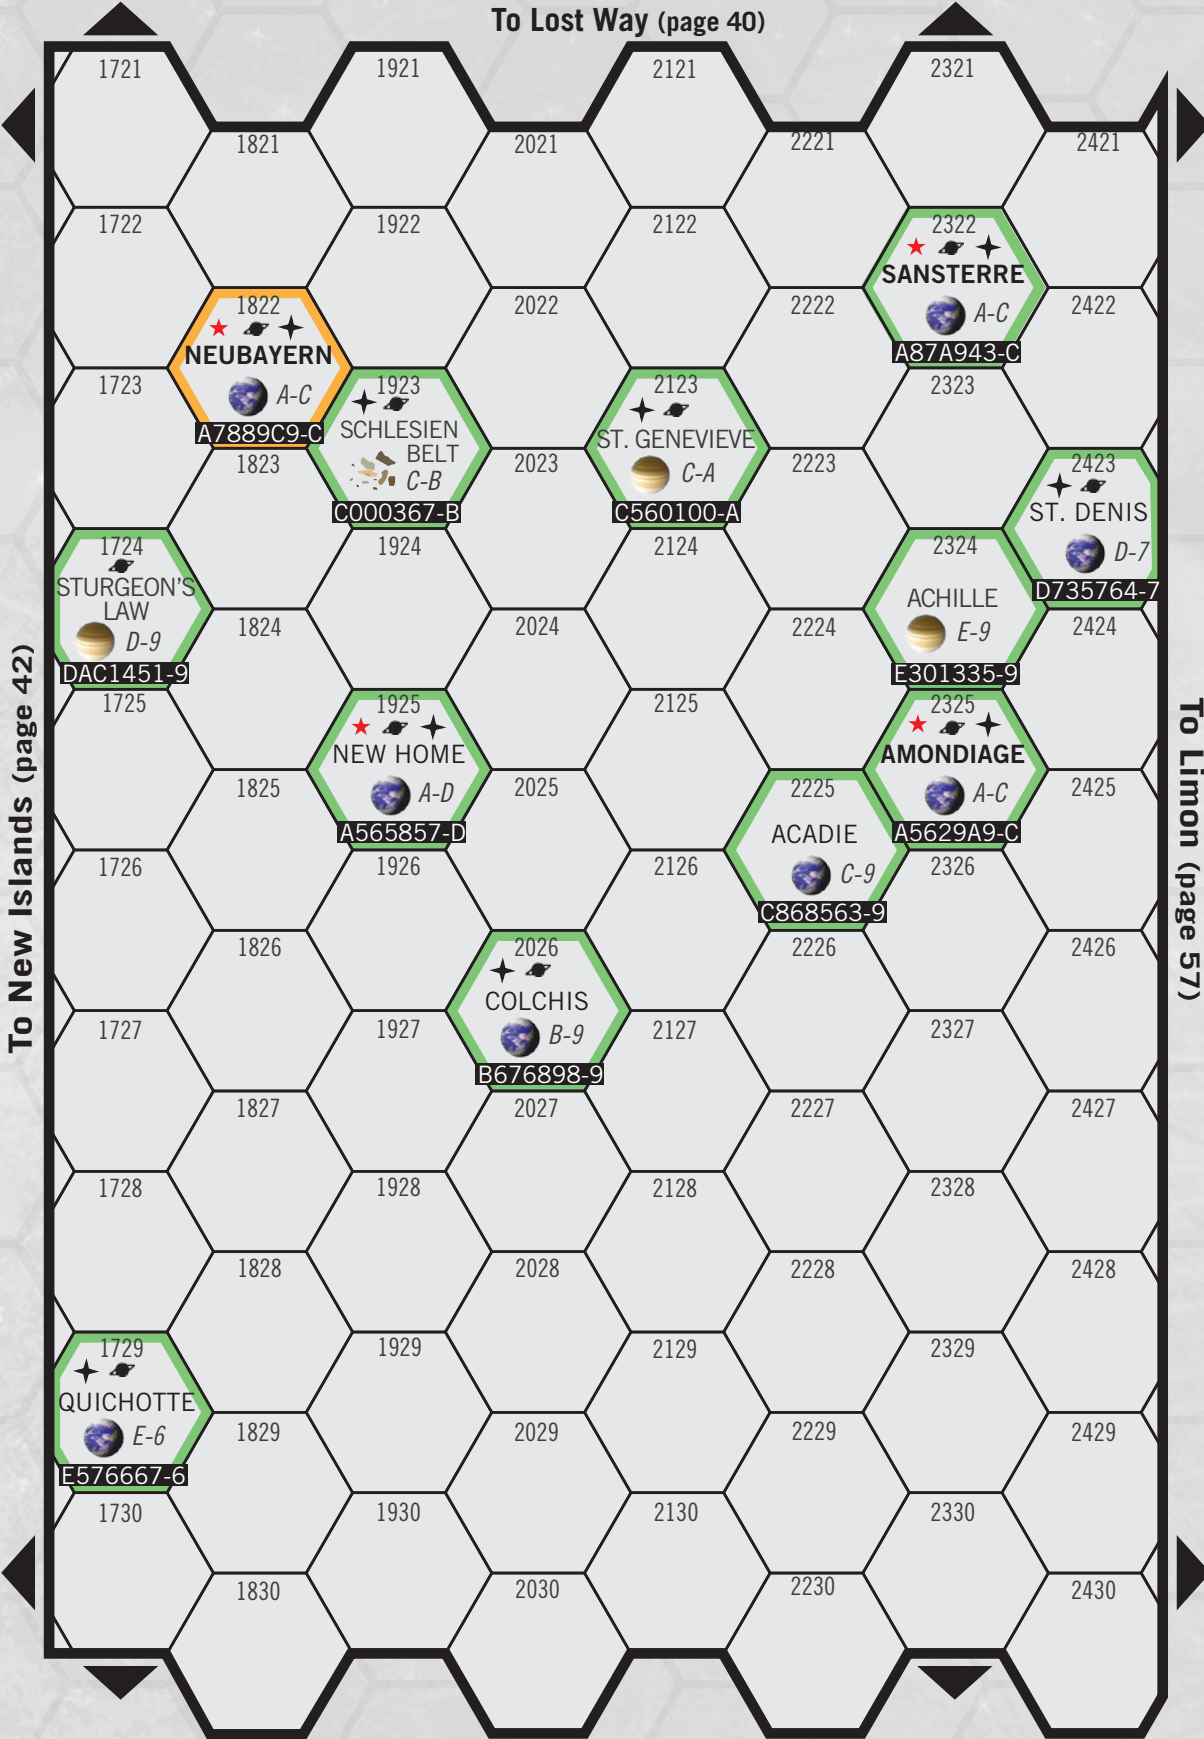 To Lost Way (page 40)
1721
1921
2121
2321
1821
2021
2221
2421
1722
1922
2122
2322
SANSTERRE
A-C
A87A943-C
1822
NEUBAYERN
A-C
A7889C9-C
2022
2222
2422
1723
1923
SCHLESIEN
BELT
C-B
C000367-B
2123
ST. GENEVIEVE
C-A
C560100-A
2323
1823
2023
2223
2423
ST. DENIS
D-7
D735764-7
1724
STURGEON'S
LAW
D-9
DAC1451-9
1924
2124
2324
ACHILLE
E-9
E301335-9
1824
2024
2224
2424
1725
1925
NEW HOME
A-D
A565857-D
2125
2325
AMONDIAGE
A-C
A5629A9-C
1825
2025
2225
ACADIE
C-9
C868563-9
2425
1726
1926
2126
2326
1826
2026
COLCHIS
B-9
B676898-9
2226
2426
1727
1927
2127
2327
1827
2027
2227
2427
1728
1928
2128
2328
1828
2028
2228
2428
1729
QUICHOTTE
E-6
E576667-6
1929
2129
2329
1829
2029
2229
2429
1730
1930
2130
2330
1830
2030
2230
2430
To New Islands (page 42)
To Limon (page 57)